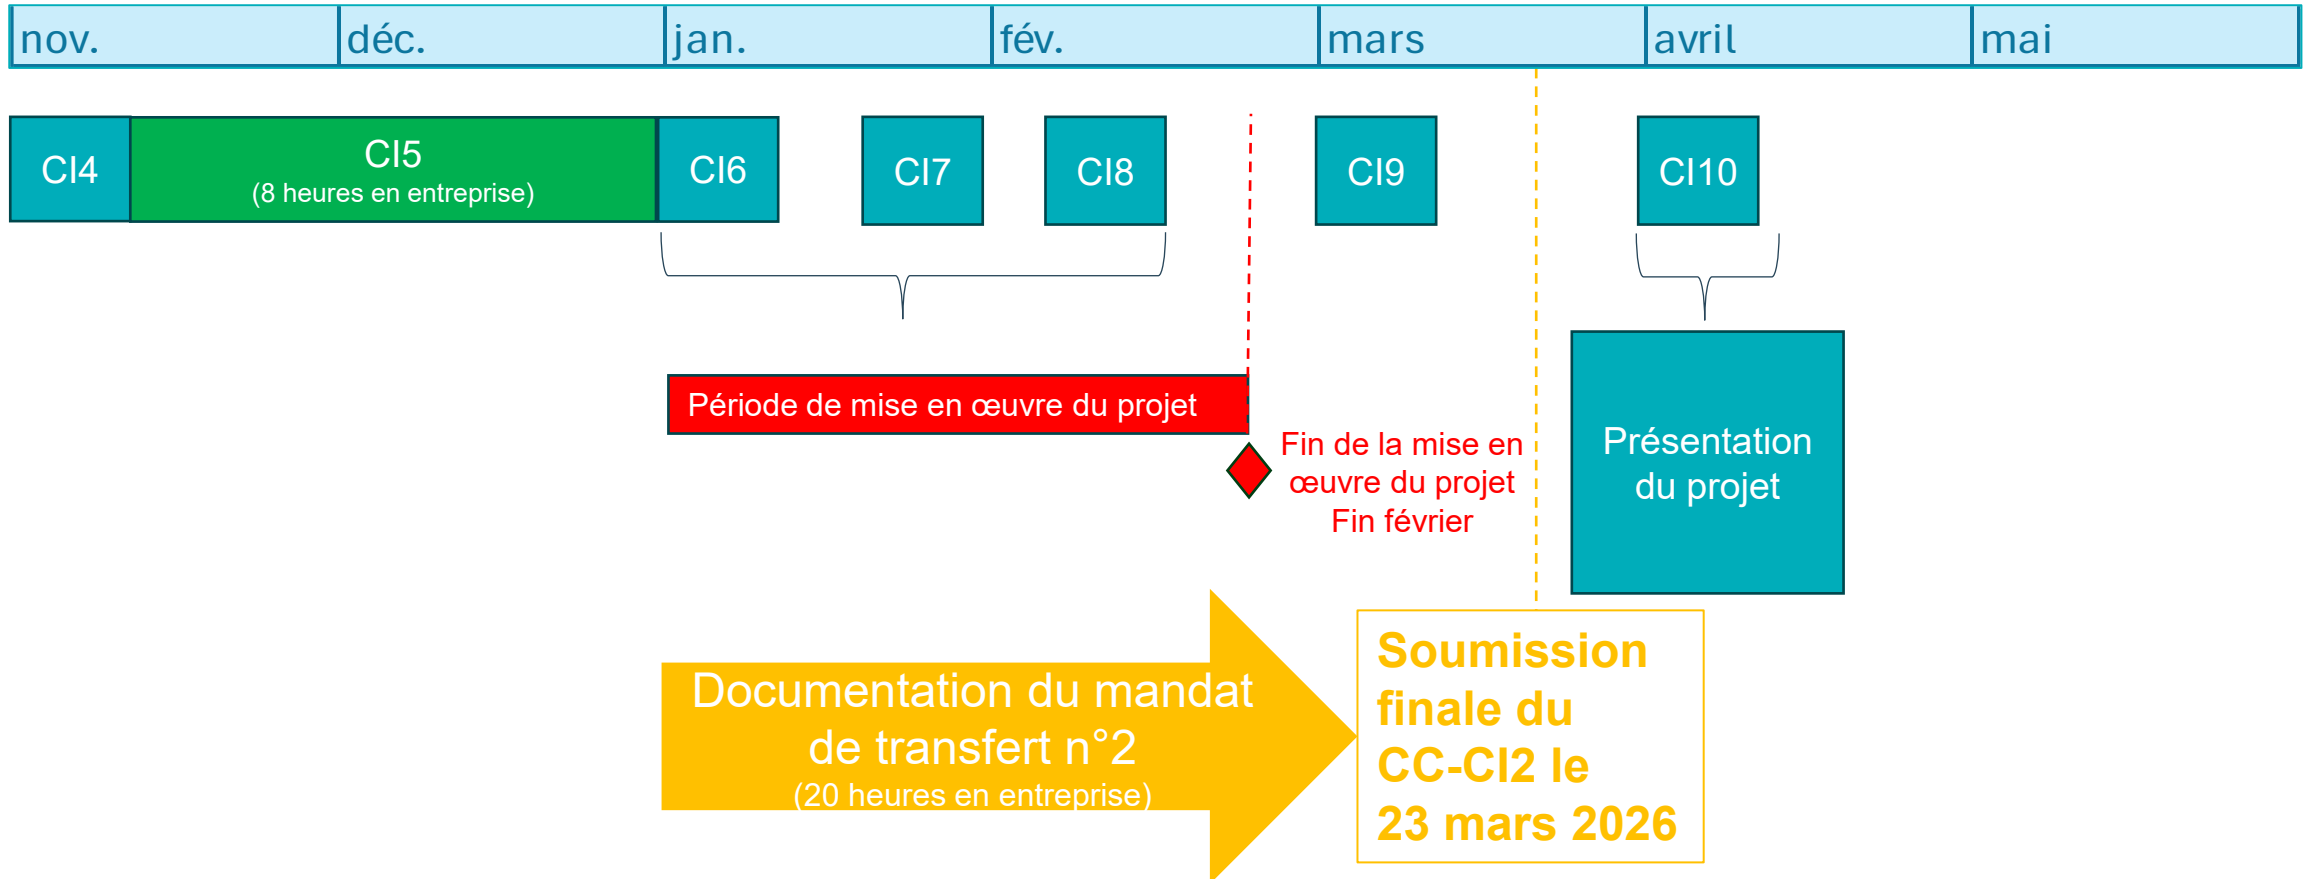 nov.
déc.
jan.
fév.
mars
avril
mai
CI4
CI5
(8 heures en entreprise)
CI6
CI7
CI8
CI9
CI10
Période de mise en œuvre du projet
Fin de la mise en
œuvre du projet
Fin février
Présentation
du projet
Documentation du mandat
de transfert n°2
(20 heures en entreprise)
Soumission
finale du
CC-CI2 le
23 mars 2026